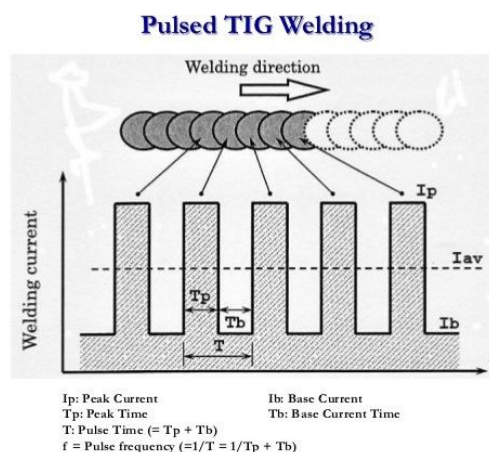 Pulsed TIG Welding
Welding direction
Ip
Iav
Welding current
Tp
Tb
Ib
T
Ip: Peak Current
Ib: Base Current
Tp: Peak Time
Tb: Base Current Time
T: Pulse Time (= Tp + Tb)
f = Pulse frequency (=1/T = 1/Tp + Tb)